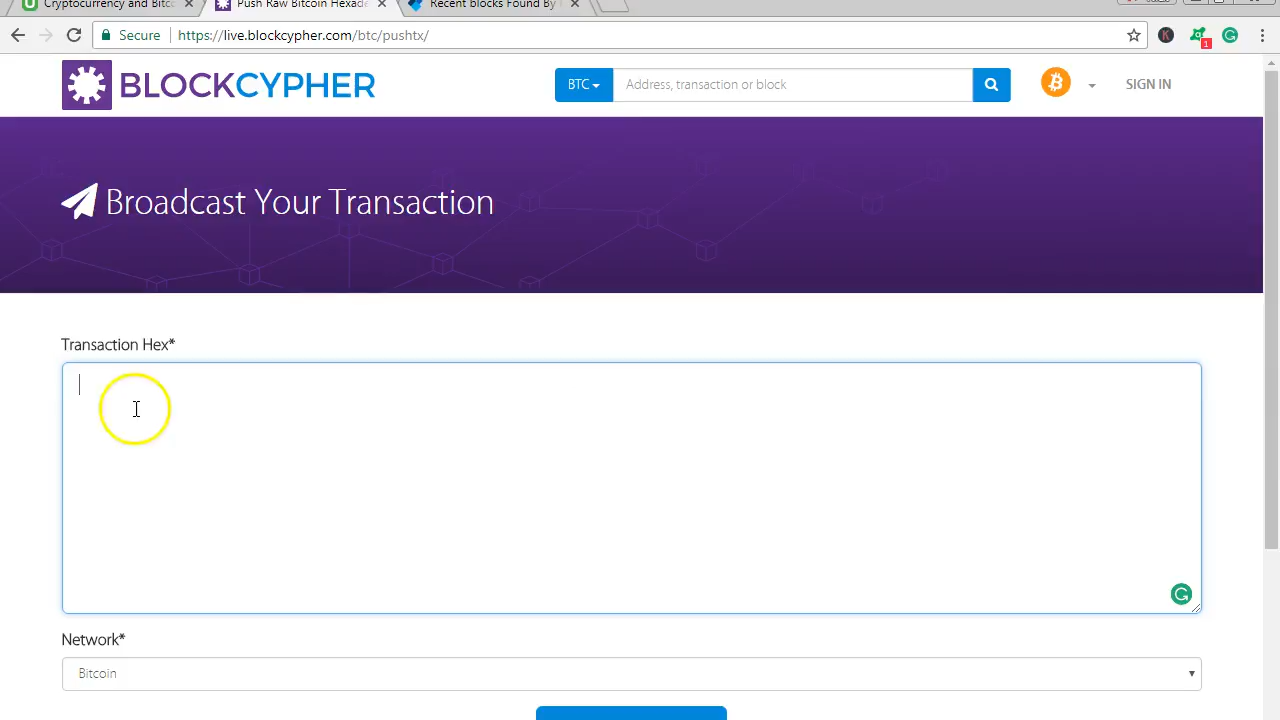 Cryptocurrency and Bitc
Push Raw Bitcoin Hexade
Recent blocks Found By
Secure
https://live.blockcypher.com/btc/pushtx/
K
1
BLOCKCYPHER
BTC
Address, transaction or block
SIGN IN
Broadcast Your Transaction
Transaction Hex*
Network*
Bitcoin